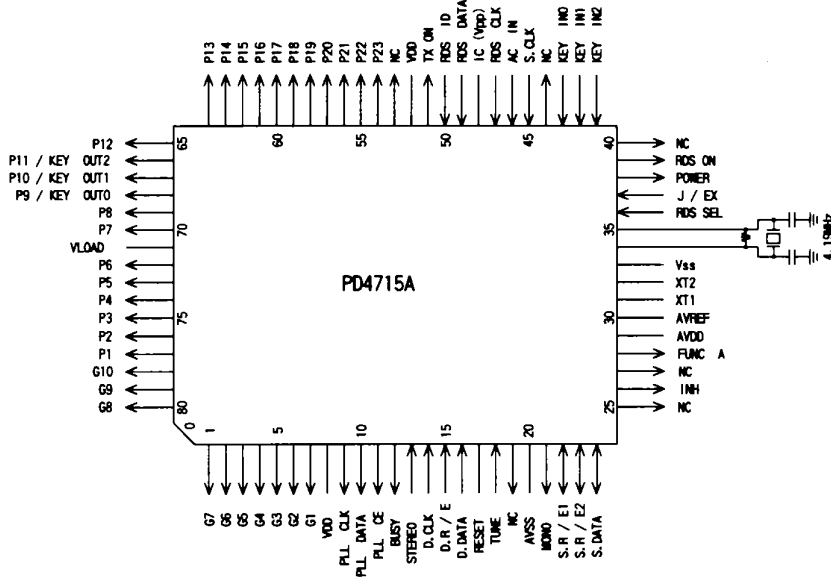 P13
P14
P15
P16
P17
P18
P19
P20
P21
P22
P23
NC
VDD
TX ON
RDS ID
RDS DATA
IC (Vpp)
RDS CLK
AC IN
S.CLK
NC
KEY IN0
KEY IN1
KEY IN2
65
60
55
50
45
40
P12
P11 / KEY OUT2
P10 / KEY OUT1
P9 / KEY OUT0
P8
P7
VLOAD
P6
P5
P4
P3
P2
P1
G10
G9
G8
70
75
80
PD4715A
NC
RDS ON
POWER
J / EX
RDS SEL
35
4.19MHz
Vss
XT2
XT1
30
AVREF
AVDD
FUNC A
NC
INH
25
NC
0
1
5
10
15
20
G7
G6
G5
G4
G3
G2
G1
VDD
PLL CLK
PLL DATA
PLL CE
BUSY
STEREO
D.CLK
D.R / E
D.DATA
RESET
TUNE
NC
AVSS
MONO
S.R / E1
S.R / E2
S.DATA